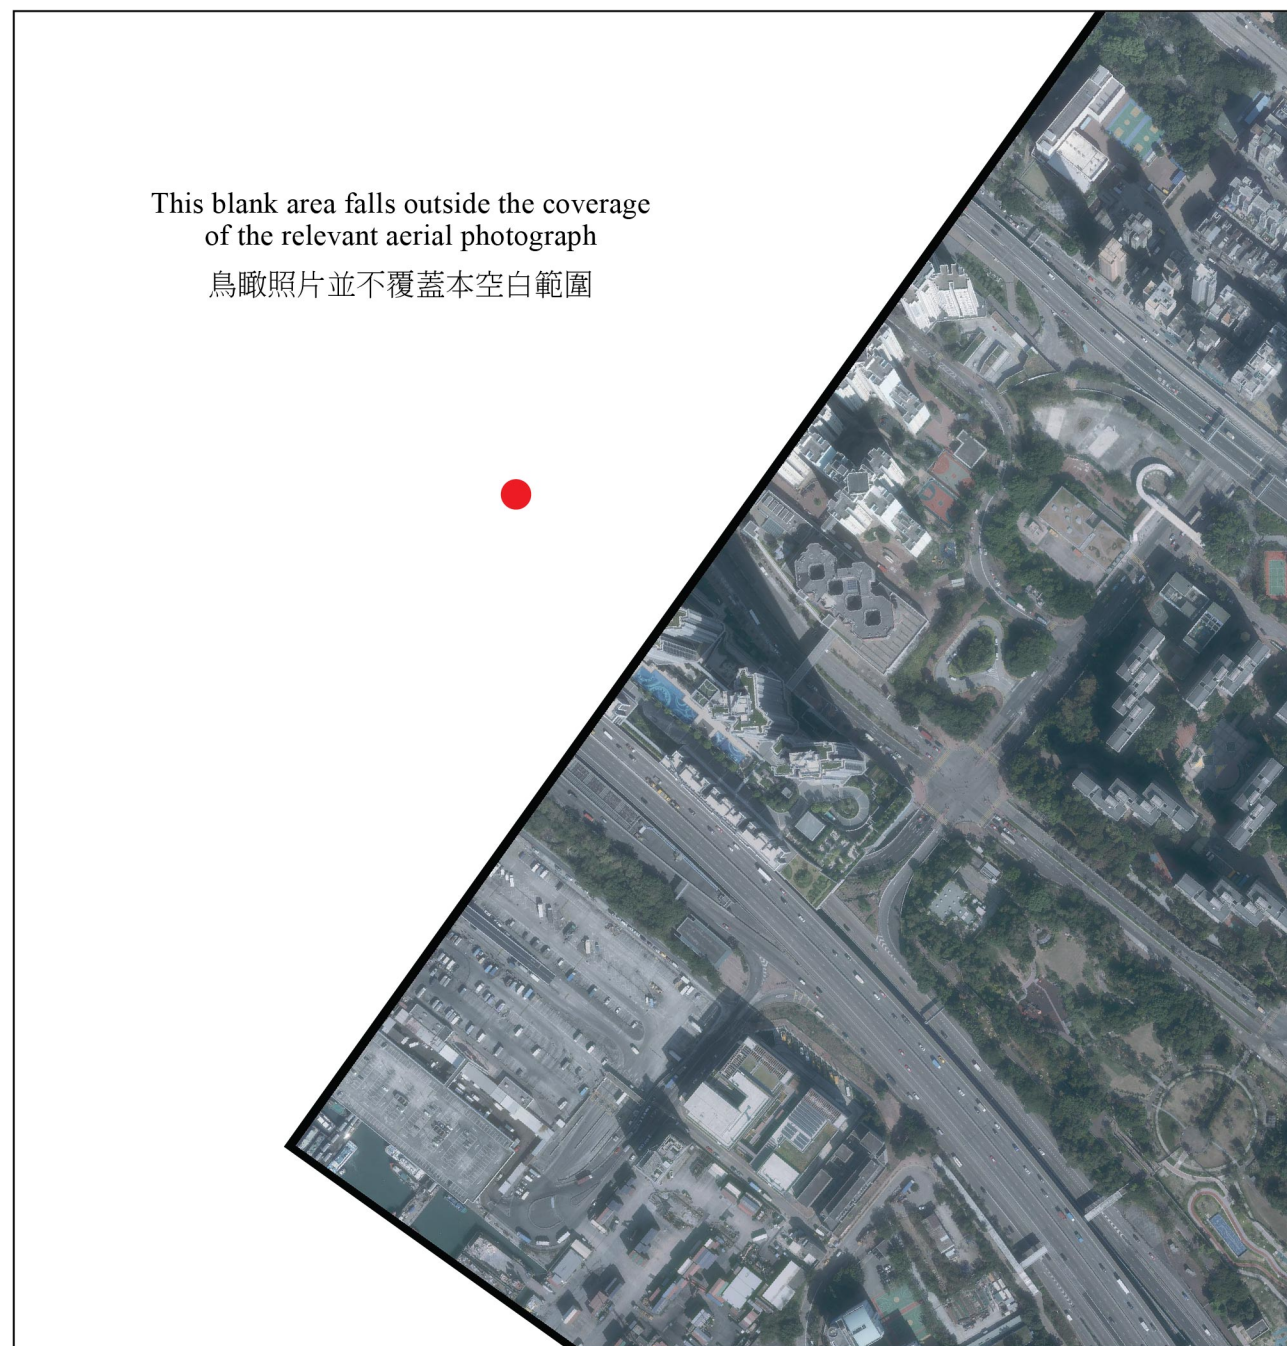 This blank area falls outside the coverage
of the relevant aerial photograph
鳥瞰照片並不覆蓋本空白範圍